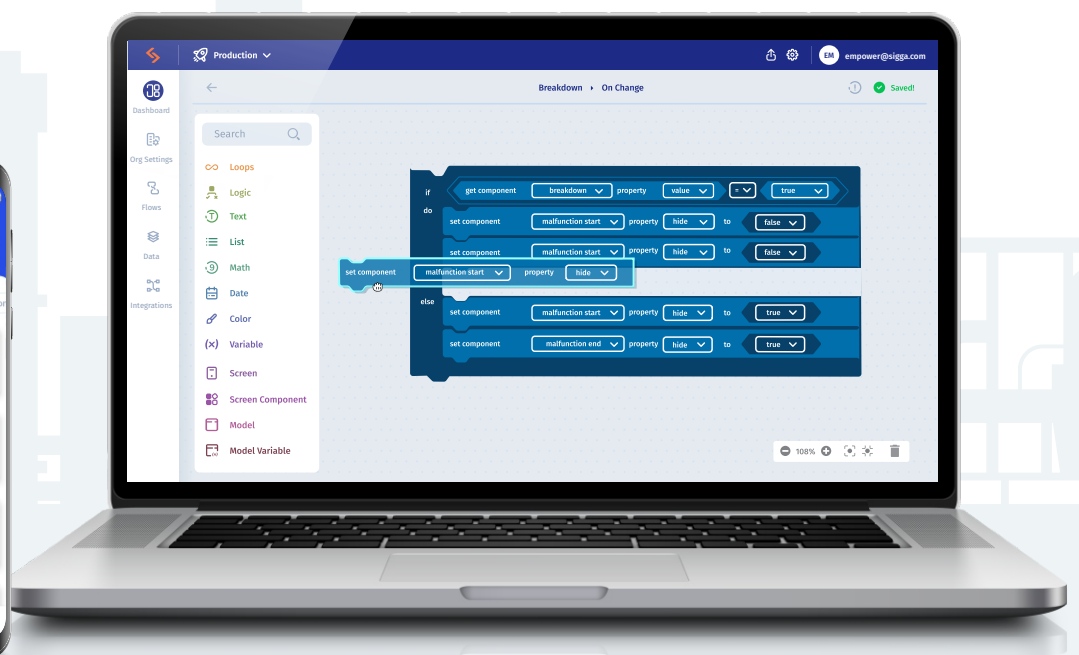 Production
EM empower@sigga.com
Breakdown On Change
Saved!
Dashboard
Org Settings
Flows
Data
Integrations
Search
Loops
Logic
Text
List
Math
Date
Color
Variable
Screen
Screen Component
Model
Model Variable
if get component breakdown property value = true
do set component malfunction start property hide to false
set component malfunction start property hide to false
set component malfunction start property hide
else set component malfunction start property hide to true
set component malfunction end property hide to true
108%